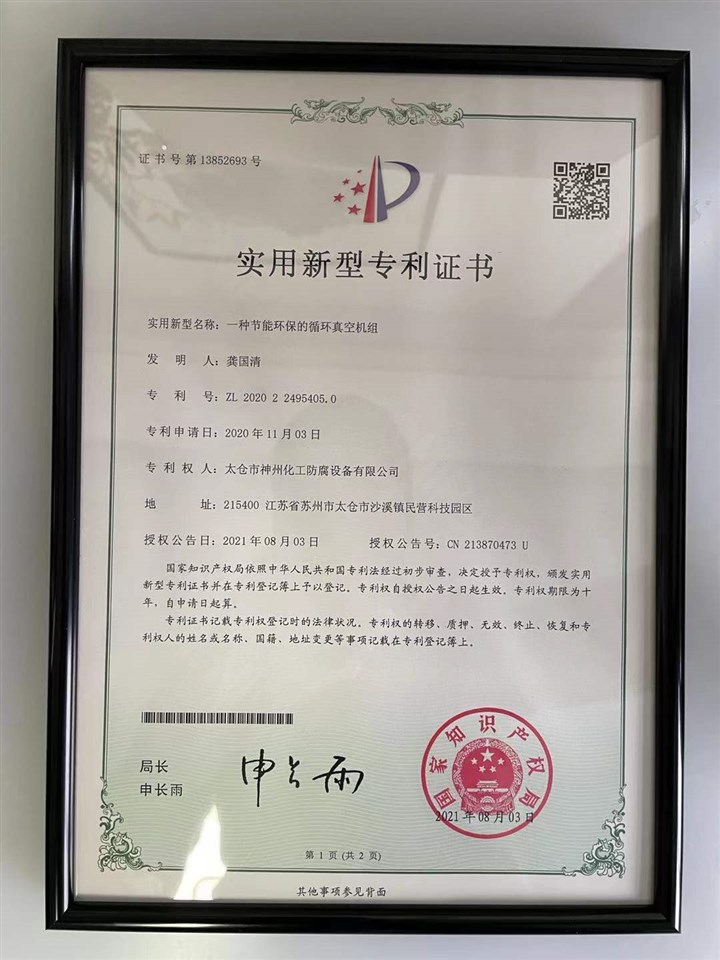 证书号第13852693号
实用新型专利证书
实用新型名称：一种节能环保的循环真空机组
发明人：龚国清
专利号：ZL 2020 2 2495405.0
专利申请日：2020年11月03日
专利权人：太仓市神州化工防腐设备有限公司
地址：215400 江苏省苏州市太仓市沙溪镇民营科技园区
授权公告日：2021年08月03日 授权公告号：CN 213870473 U
国家知识产权局依照中华人民共和国专利法经过初步审查，决定授予专利权，颁发实用
新型专利证书并在专利登记簿上予以登记。专利权自授权公告之日起生效。专利权期限为十
年，自申请日起算。
专利证书记载专利权登记时的法律状况。专利权的转移、质押、无效、终止、恢复和专
利权人的姓名或名称、国籍、地址变更等事项记载在专利登记簿上。
局长
申长雨
申长雨
国家知识产权局
2021年08月03日
第 1 页 (共 2 页)
其他事项参见背面